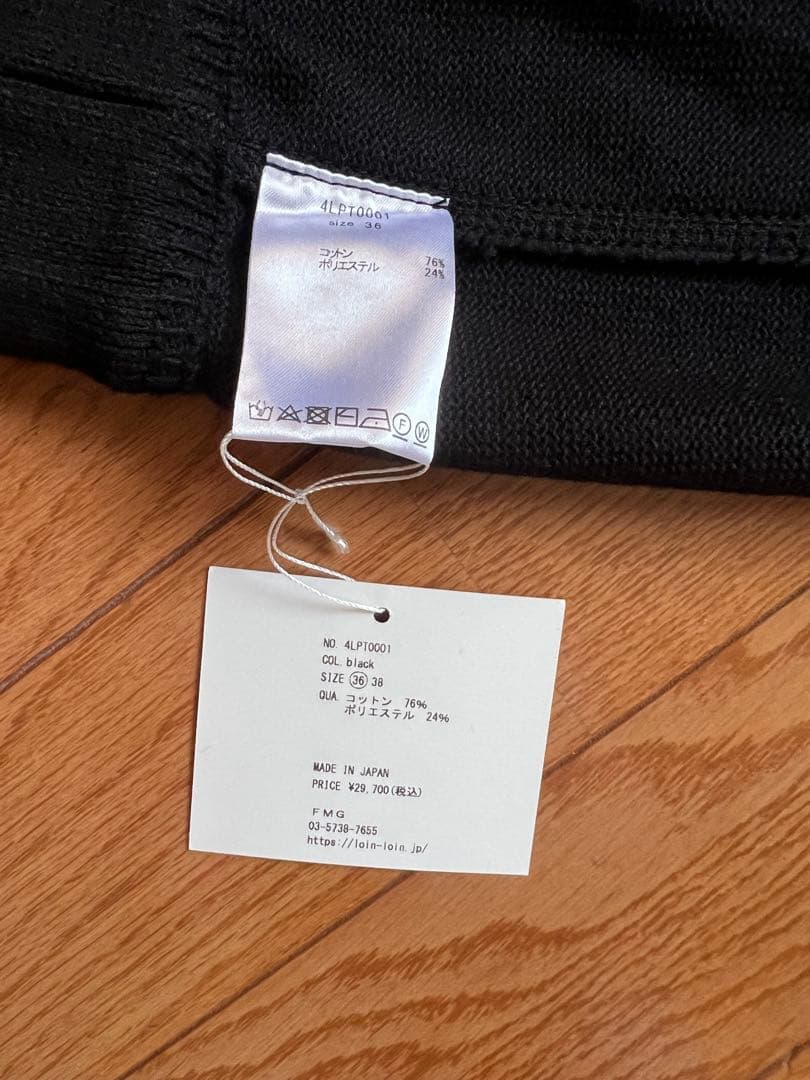 4LPT0001
size 36
コットン 76%
ポリエステル 24%
F W
NO. 4LPT0001
COL. black
SIZE 36 38
QUA. コットン 76%
ポリエステル 24%
MADE IN JAPAN
PRICE ¥29,700(税込)
FMG
03-5738-7655
https://loin-loin.jp/